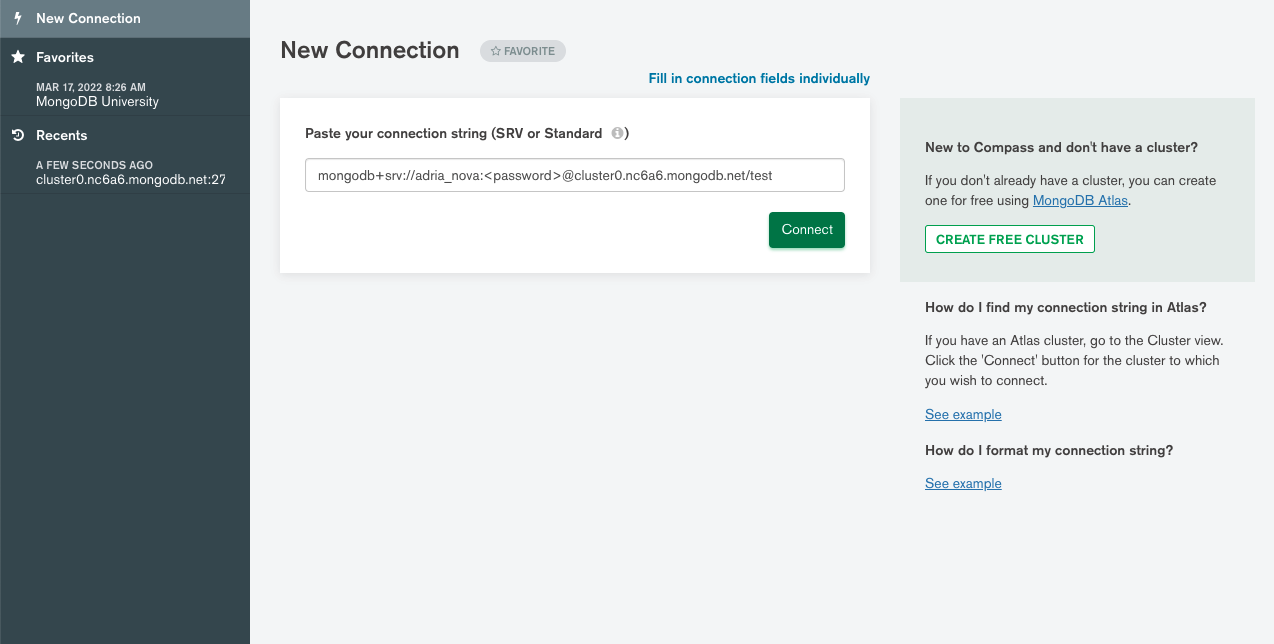 New Connection
Favorites
MAR 17, 2022 8:26 AM
MongoDB University
Recents
A FEW SECONDS AGO
cluster0.nc6a6.mongodb.net:27
New Connection
FAVORITE
Fill in connection fields individually
Paste your connection string (SRV or Standard )
mongodb+srv://adria_nova:<password>@cluster0.nc6a6.mongodb.net/test
Connect
New to Compass and don't have a cluster?
If you don't already have a cluster, you can create
one for free using MongoDB Atlas.
CREATE FREE CLUSTER
How do I find my connection string in Atlas?
If you have an Atlas cluster, go to the Cluster view.
Click the 'Connect' button for the cluster to which
you wish to connect.
See example
How do I format my connection string?
See example